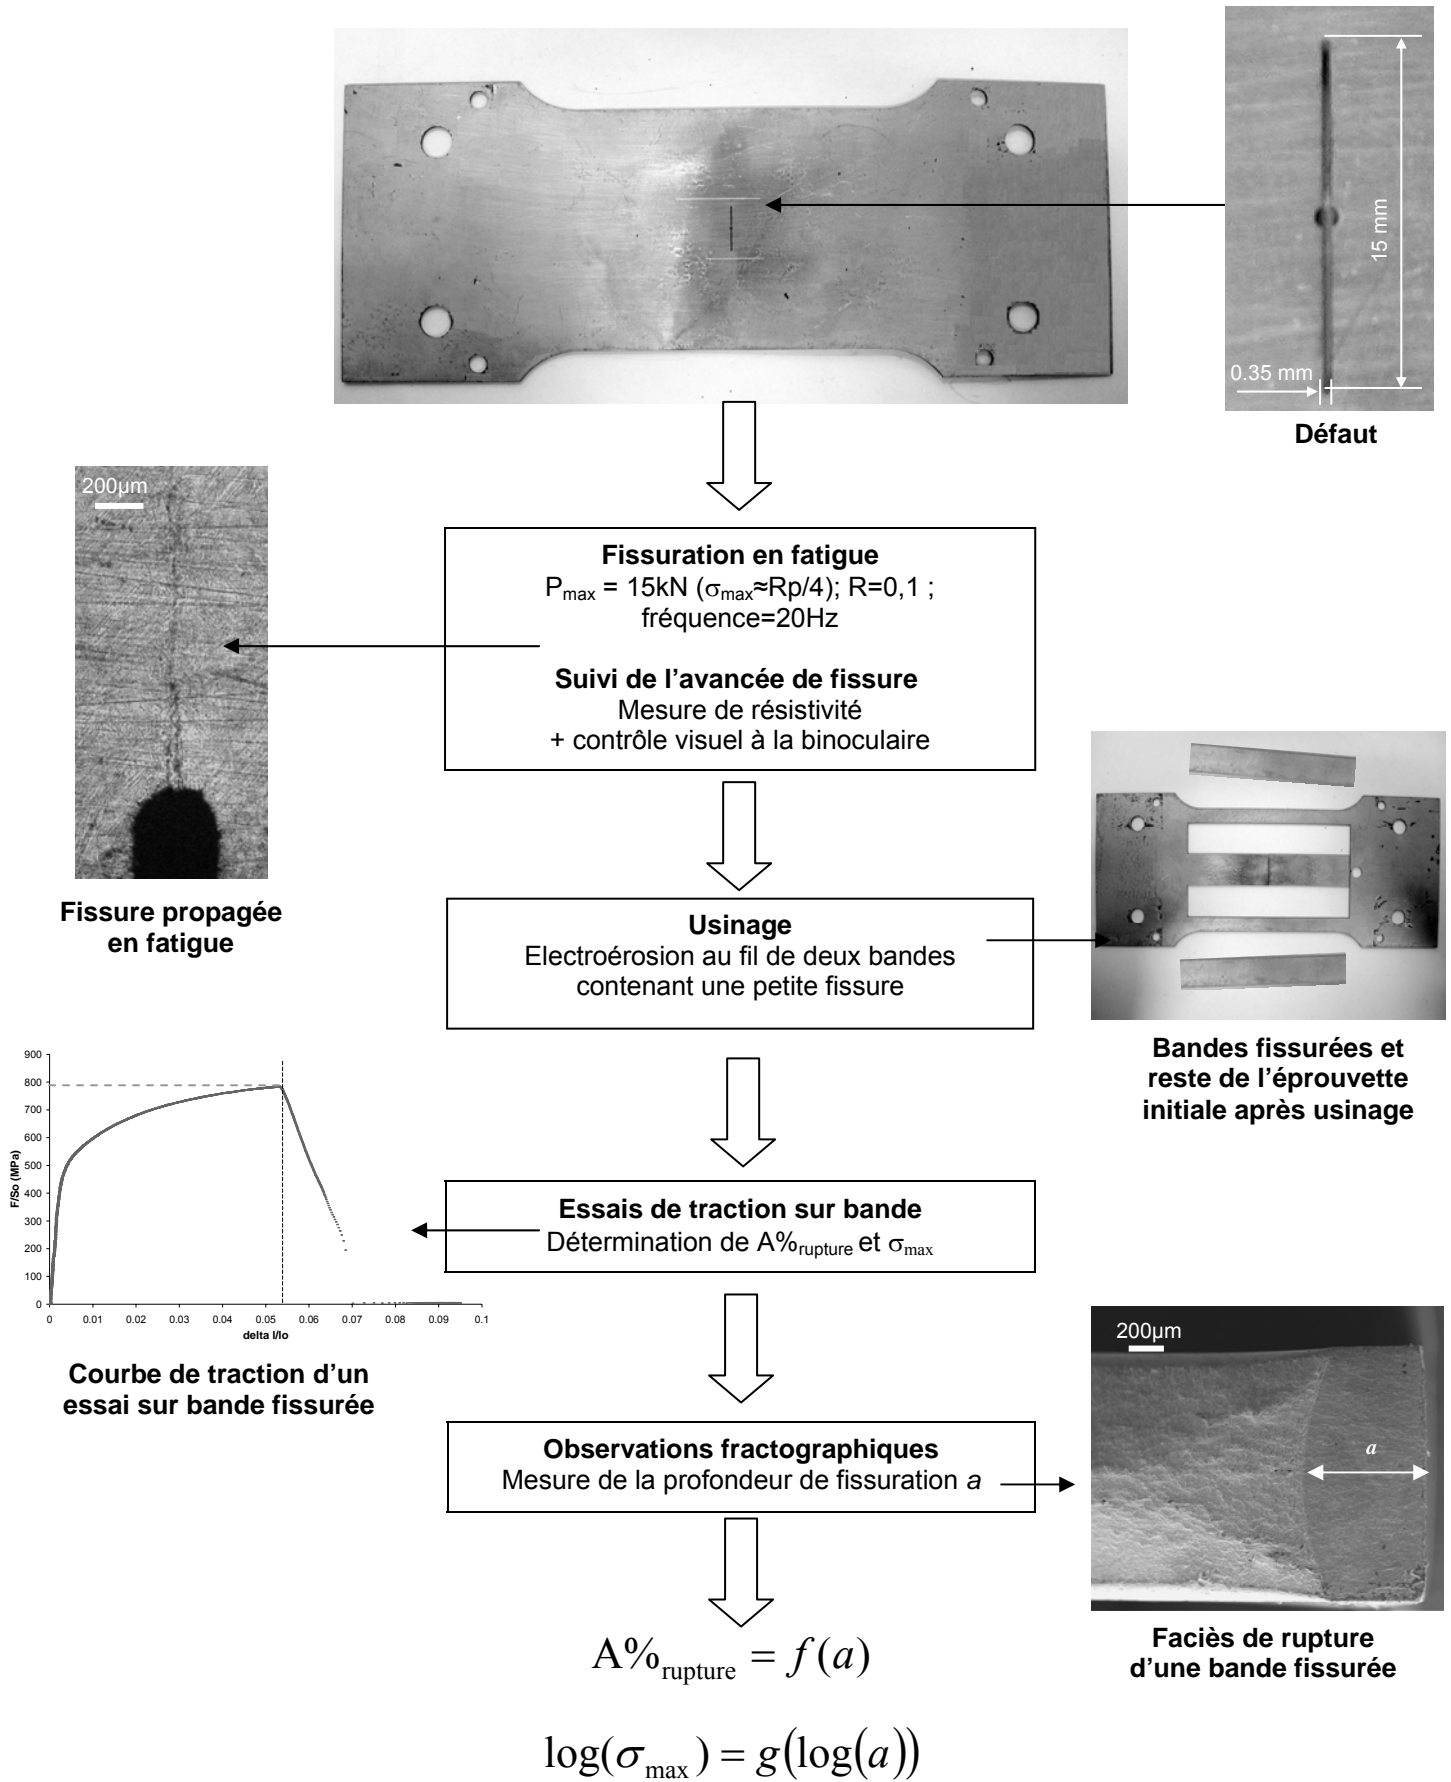 15 mm
0.35 mm
Défaut
200µm
Fissure propagée
en fatigue
Fissuration en fatigue
Pmax = 15kN (σmax≈Rp/4); R=0,1 ;
fréquence=20Hz
Suivi de l’avancée de fissure
Mesure de résistivité
+ contrôle visuel à la binoculaire
Usinage
Electroérosion au fil de deux bandes
contenant une petite fissure
Bandes fissurées et
reste de l’éprouvette
initiale après usinage
900
800
700
600
500
400
300
200
100
0
F/So (MPa)
0 0.01 0.02 0.03 0.04 0.05 0.06 0.07 0.08 0.09 0.1
delta l/lo
Courbe de traction d’un
essai sur bande fissurée
Essais de traction sur bande
Détermination de A%rupture et σmax
Observations fractographiques
Mesure de la profondeur de fissuration a
200µm
a
Faciès de rupture
d’une bande fissurée
A%rupture = f(a)
log(σmax) = g(log(a))